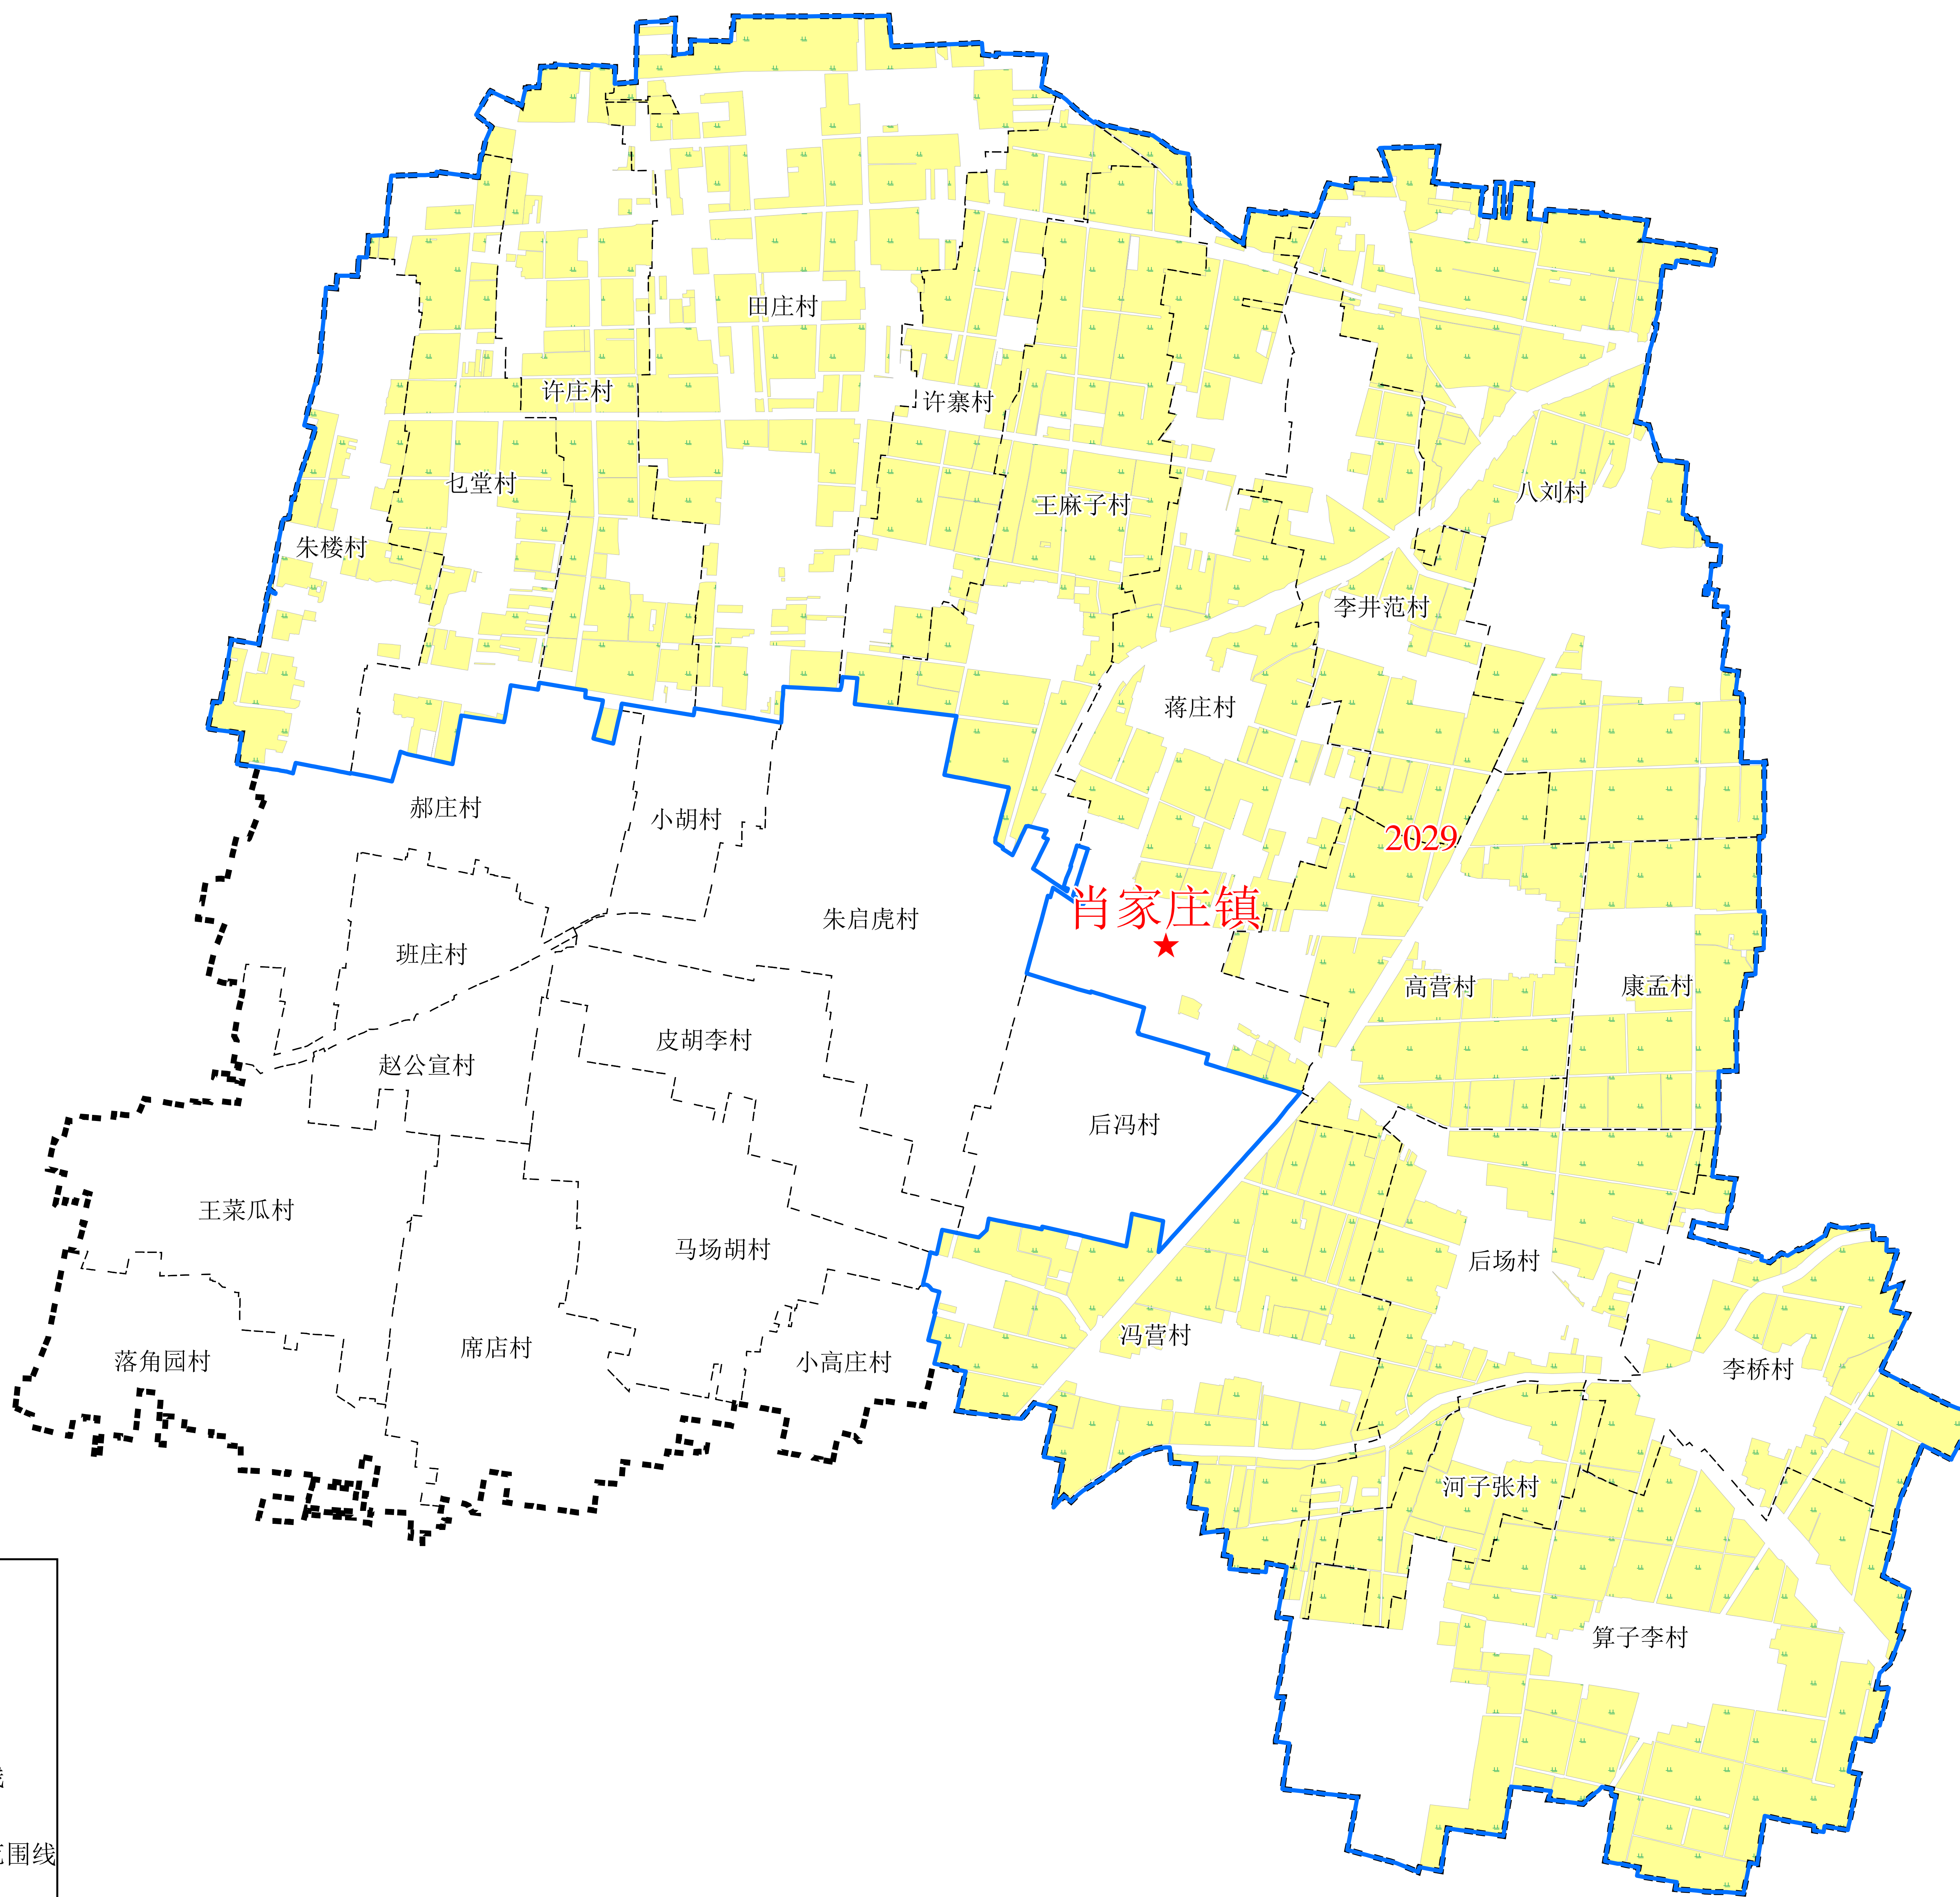 田庄村
许庄村
许寨村
乜堂村
八刘村
王麻子村
朱楼村
李井范村
蒋庄村
郝庄村
小胡村
2029
肖家庄镇
朱启虎村
班庄村
高营村
康孟村
皮胡李村
赵公宣村
后冯村
王菜瓜村
马场胡村
后场村
冯营村
席店村
落角园村
小高庄村
李桥村
河子张村
算子李村
围线